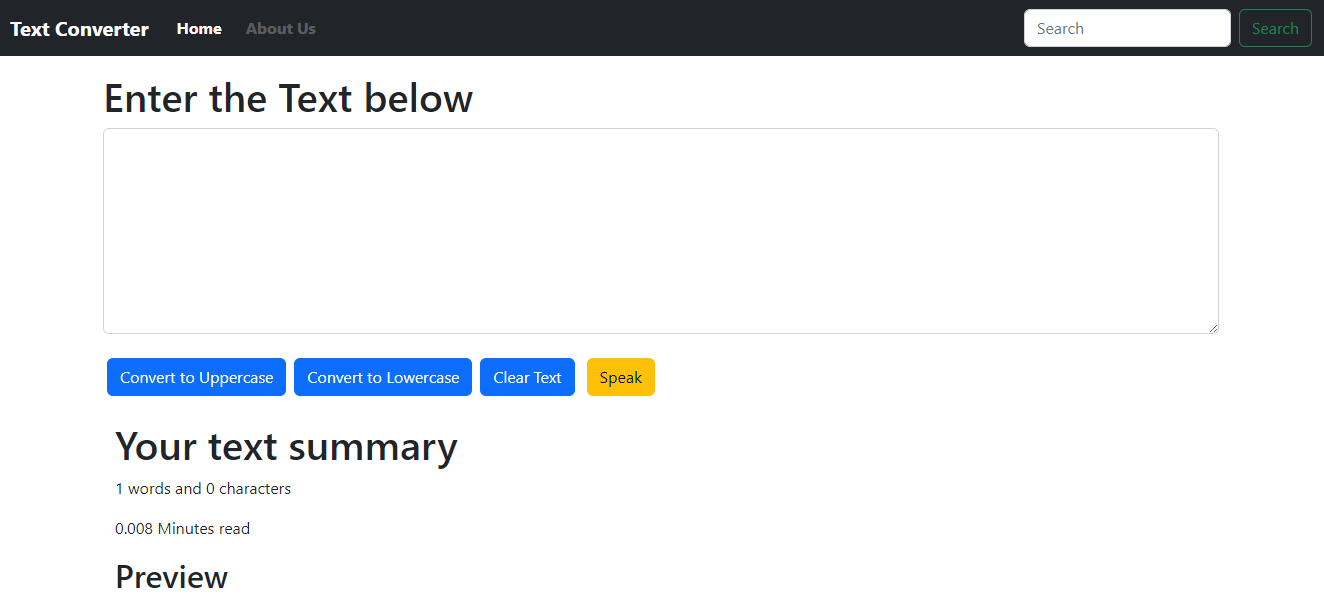 Text Converter Home About Us Search Search
Enter the Text below
Convert to Uppercase Convert to Lowercase Clear Text Speak
Your text summary
1 words and 0 characters
0.008 Minutes read
Preview